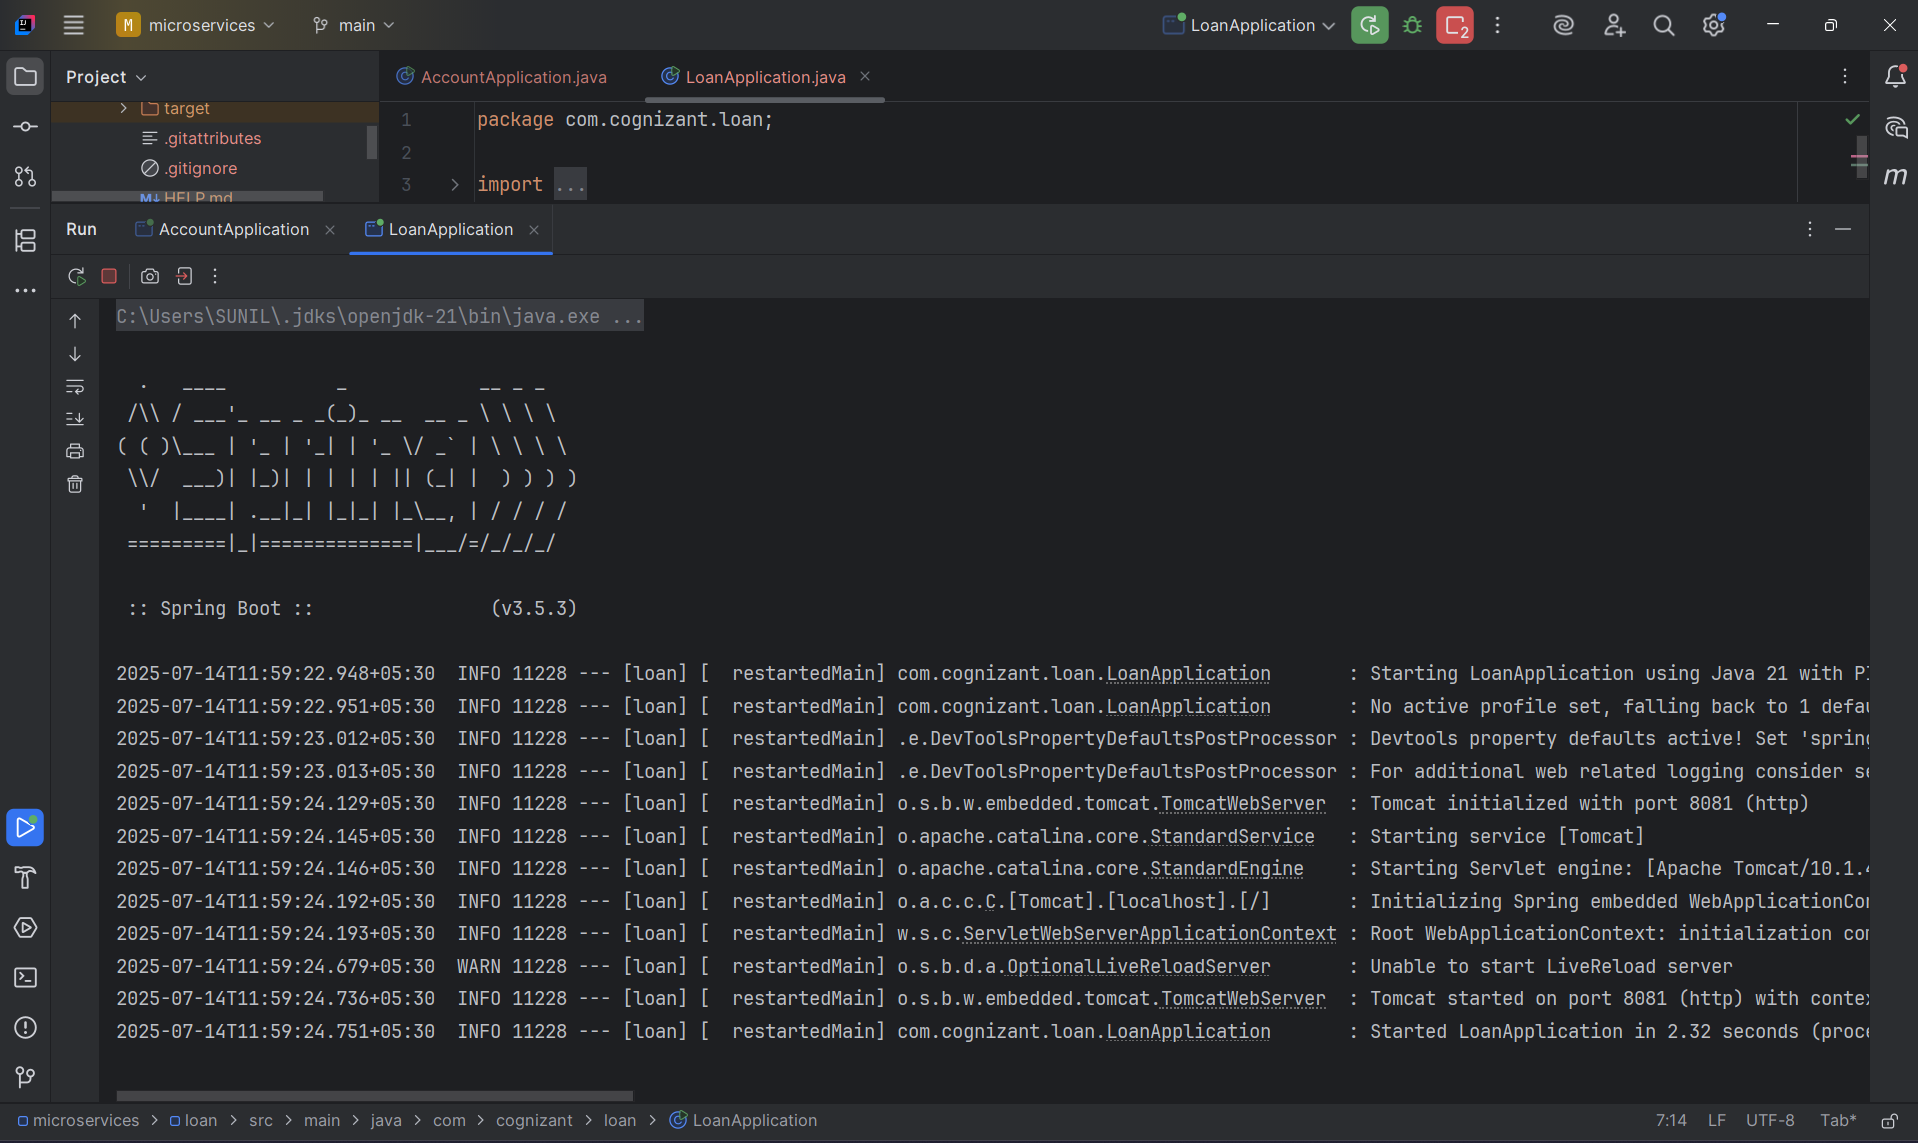 M microservices main LoanApplication 2
Project AccountApplication.java LoanApplication.java
target
.gitattributes
.gitignore
M↓ HELP.md
1 package com.cognizant.loan;
2
3 import ...
m
Run AccountApplication LoanApplication
C:\Users\SUNIL\.jdks\openjdk-21\bin\java.exe ...
  .   ____          _            __ _ _
 /\\ / ___'_ __ _ _(_)_ __  __ _ \ \ \ \
( ( )\___ | '_ | '_| | '_ \/ _` | \ \ \ \
 \\/  ___)| |_)| | | | | || (_| |  ) ) ) )
  '  |____| .__|_| |_|_| |_\__, | / / / /
 =========|_|==============|___/=/_/_/_/
:: Spring Boot ::                (v3.5.3)
2025-07-14T11:59:22.948+05:30  INFO 11228 --- [loan] [  restartedMain] com.cognizant.loan.LoanApplication       : Starting LoanApplication using Java 21 with
2025-07-14T11:59:22.951+05:30  INFO 11228 --- [loan] [  restartedMain] com.cognizant.loan.LoanApplication       : No active profile set, falling back to 1
2025-07-14T11:59:23.012+05:30  INFO 11228 --- [loan] [  restartedMain] .e.DevToolsPropertyDefaultsPostProcessor : Devtools property defaults active! Set 'spring
2025-07-14T11:59:23.013+05:30  INFO 11228 --- [loan] [  restartedMain] .e.DevToolsPropertyDefaultsPostProcessor : For additional web related logging consider
2025-07-14T11:59:24.129+05:30  INFO 11228 --- [loan] [  restartedMain] o.s.b.w.embedded.tomcat.TomcatWebServer  : Tomcat initialized with port 8081 (http)
2025-07-14T11:59:24.145+05:30  INFO 11228 --- [loan] [  restartedMain] o.apache.catalina.core.StandardService   : Starting service [Tomcat]
2025-07-14T11:59:24.146+05:30  INFO 11228 --- [loan] [  restartedMain] o.apache.catalina.core.StandardEngine    : Starting Servlet engine: [Apache Tomcat/10.1.4
2025-07-14T11:59:24.192+05:30  INFO 11228 --- [loan] [  restartedMain] o.a.c.c.C.[Tomcat].[localhost].[/]       : Initializing Spring embedded
2025-07-14T11:59:24.193+05:30  INFO 11228 --- [loan] [  restartedMain] w.s.c.ServletWebServerApplicationContext : Root WebApplicationContext: initialization com
2025-07-14T11:59:24.679+05:30  WARN 11228 --- [loan] [  restartedMain] o.s.b.d.a.OptionalLiveReloadServer       : Unable to start LiveReload server
2025-07-14T11:59:24.736+05:30  INFO 11228 --- [loan] [  restartedMain] o.s.b.w.embedded.tomcat.TomcatWebServer  : Tomcat started on port 8081 (http) with
2025-07-14T11:59:24.751+05:30  INFO 11228 --- [loan] [  restartedMain] com.cognizant.loan.LoanApplication       : Started LoanApplication in 2.32 seconds
microservices > loan > src > main > java > com > cognizant > loan > LoanApplication 7:14 LF UTF-8 Tab*